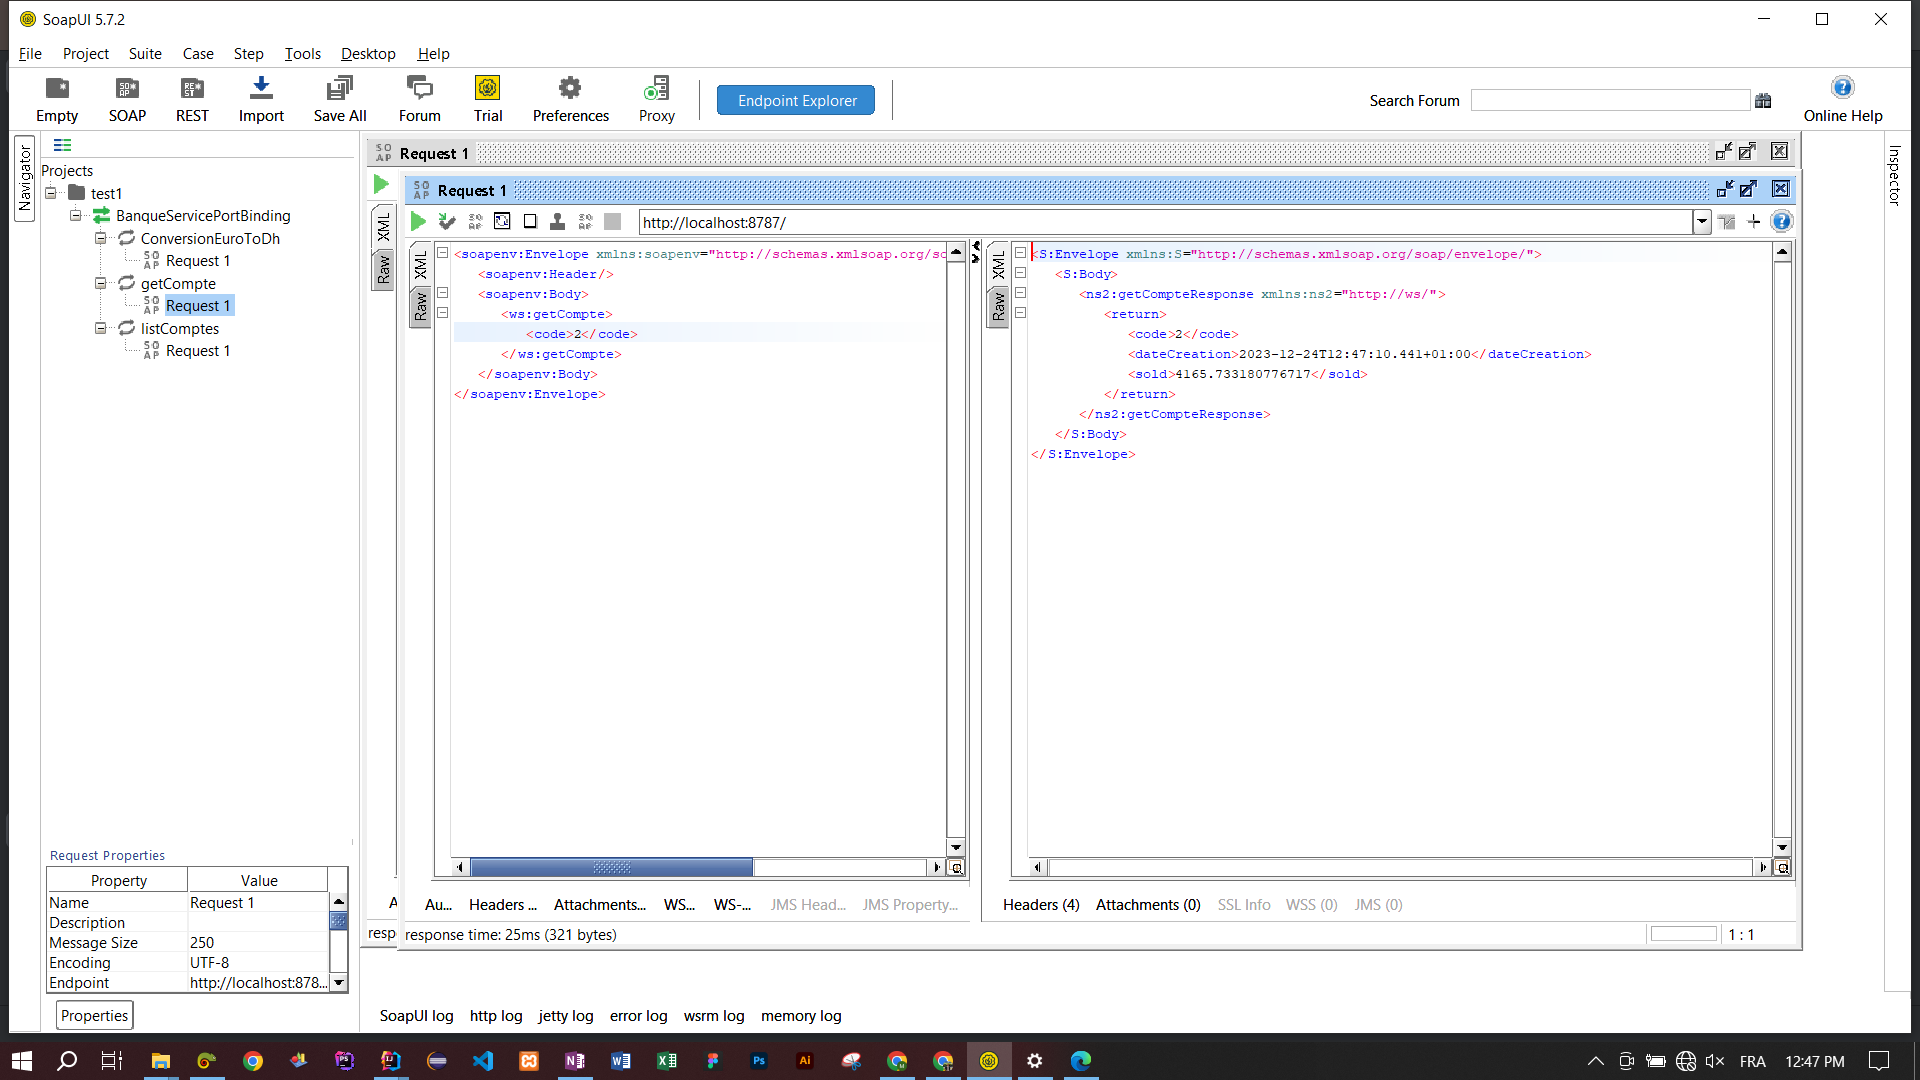 SoapUI 5.7.2
File Project Suite Case Step Tools Desktop Help
Empty SOAP REST Import Save All Forum Trial Preferences Proxy Endpoint Explorer Search Forum Online Help
Navigator
Projects
test1
BanqueServicePortBinding
ConversionEuroToDh
Request 1
getCompte
Request 1
listComptes
Request 1
Request Properties
Property Value
Name Request 1
Description
Message Size 250
Encoding UTF-8
Endpoint http://localhost:878...
Properties
Request 1
XML
Raw
Request 1
http://localhost:8787/
XML
Raw
<soapenv:Envelope xmlns:soapenv="http://schemas.xmlsoap.org/so
<soapenv:Header/>
<soapenv:Body>
<ws:getCompte>
<code>2</code>
</ws:getCompte>
</soapenv:Body>
</soapenv:Envelope>
XML
Raw
<S:Envelope xmlns:S="http://schemas.xmlsoap.org/soap/envelope/">
<S:Body>
<ns2:getCompteResponse xmlns:ns2="http://ws/">
<return>
<code>2</code>
<dateCreation>2023-12-24T12:47:10.441+01:00</dateCreation>
<sold>4165.733180776717</sold>
</return>
</ns2:getCompteResponse>
</S:Body>
</S:Envelope>
A
Au... Headers ... Attachments... WS... WS-... JMS Head... JMS Property...
Headers (4) Attachments (0) SSL Info WSS (0) JMS (0)
resp
response time: 25ms (321 bytes)
1 : 1
Inspector
SoapUI log http log jetty log error log wsrm log memory log
FRA 12:47 PM